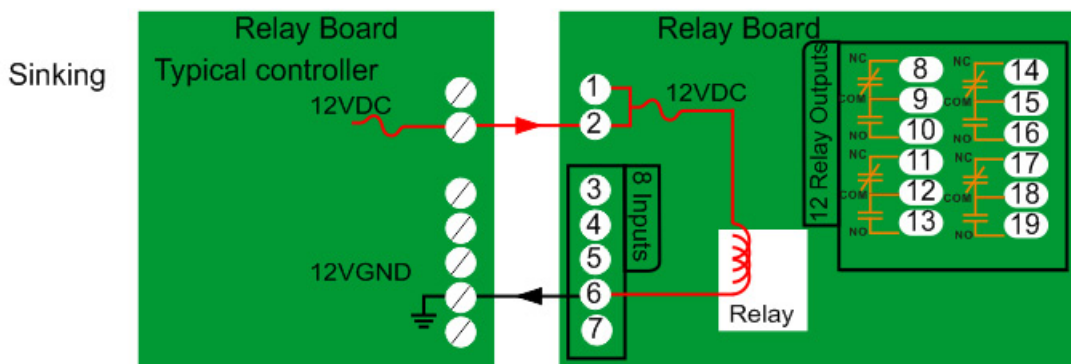 Sinking
Relay Board
Typical controller
12VDC
12VGND
Relay Board
1
2
12VDC
3
4
5
6
7
8 Inputs
Relay
12 Relay Outputs
NC 8
COM 9
NO 10
NC 11
COM 12
NO 13
NC 14
COM 15
NO 16
NC 17
COM 18
NO 19